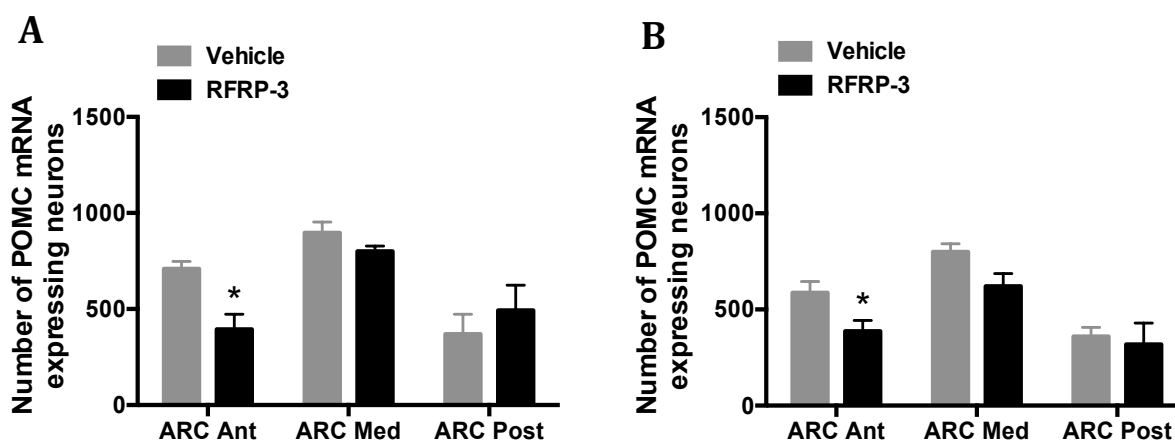 A
Vehicle
RFRP-3
Number of POMC mRNA
expressing neurons
1500
1000
500
0
*
ARC Ant
ARC Med
ARC Post
B
Vehicle
RFRP-3
Number of POMC mRNA
expressing neurons
1500
1000
500
0
*
ARC Ant
ARC Med
ARC Post